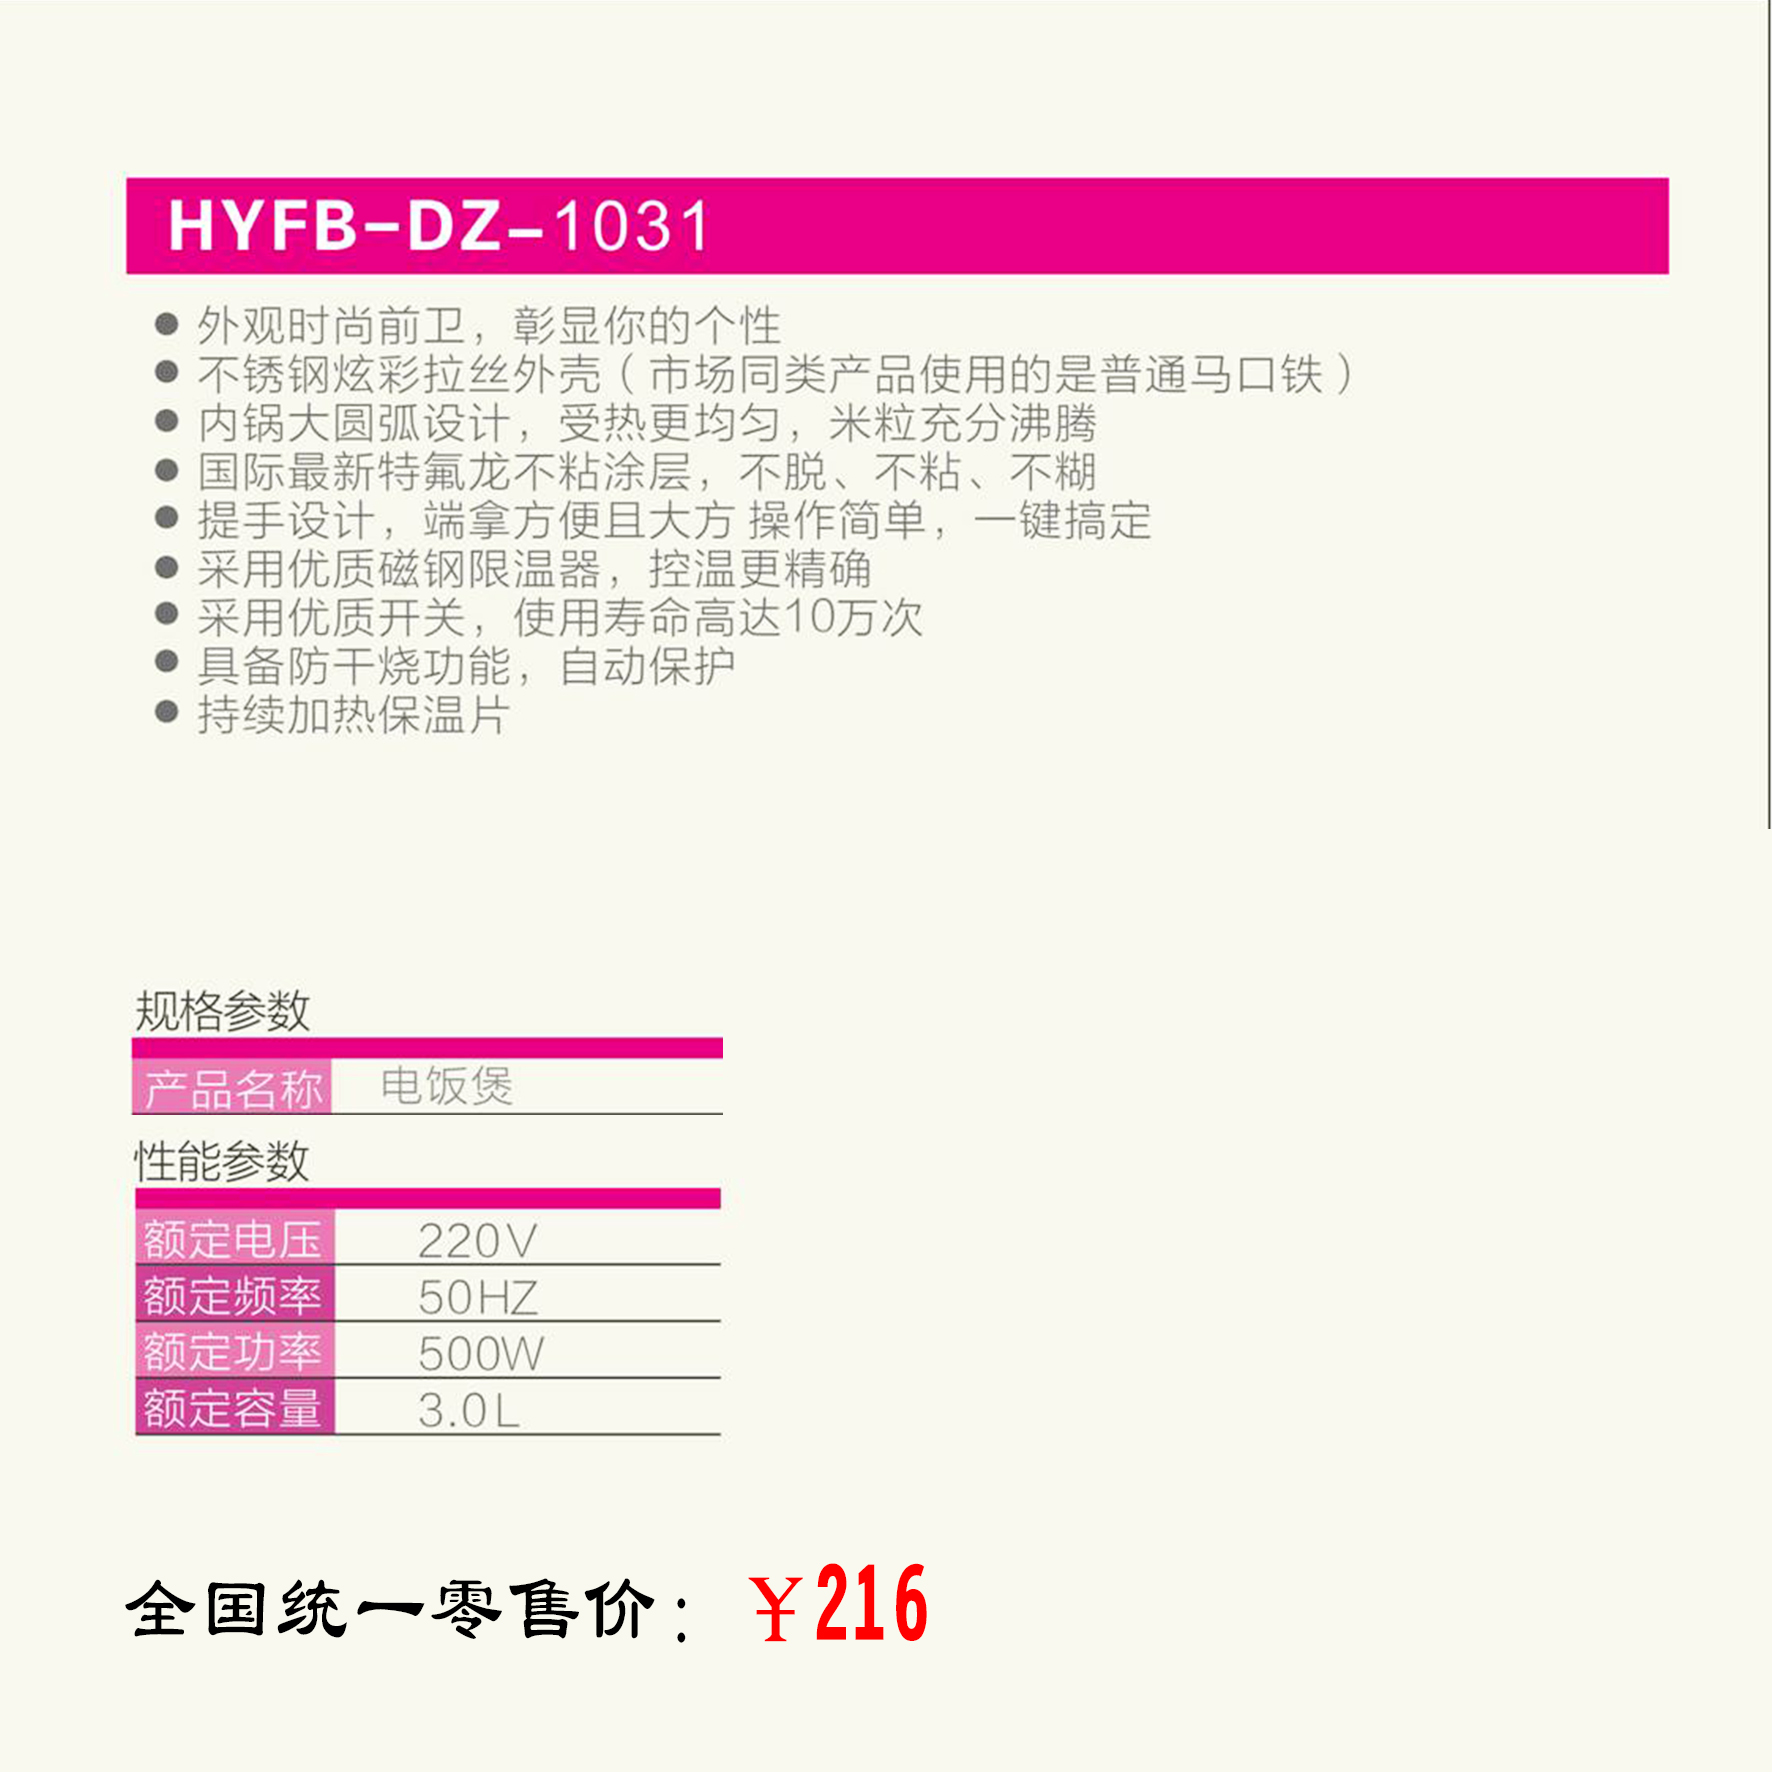 HYFB-DZ-1031
● 外观时尚前卫，彰显你的个性
● 不锈钢炫彩拉丝外壳（市场同类产品使用的是普通马口铁）
● 内锅大圆弧设计，受热更均匀，米粒充分沸腾
● 国际最新特氟龙不粘涂层，不脱、不粘、不糊
● 提手设计，端拿方便且大方 操作简单，一键搞定
● 采用优质磁钢限温器，控温更精确
● 采用优质开关，使用寿命高达10万次
● 具备防干烧功能，自动保护
● 持续加热保温片
规格参数
产品名称 电饭煲
性能参数
额定电压 220V
额定频率 50HZ
额定功率 500W
额定容量 3.0L
全国统一零售价：￥216